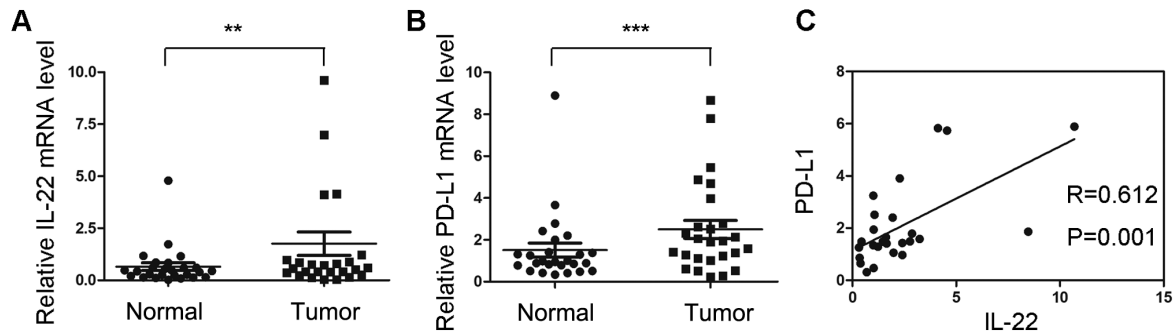 A
**
Relative IL-22 mRNA level
10.0
7.5
5.0
2.5
0.0
Normal
Tumor
B
***
Relative PD-L1 mRNA level
10
8
6
4
2
0
Normal
Tumor
C
PD-L1
8
6
4
2
0
R=0.612
P=0.001
0
5
10
15
IL-22